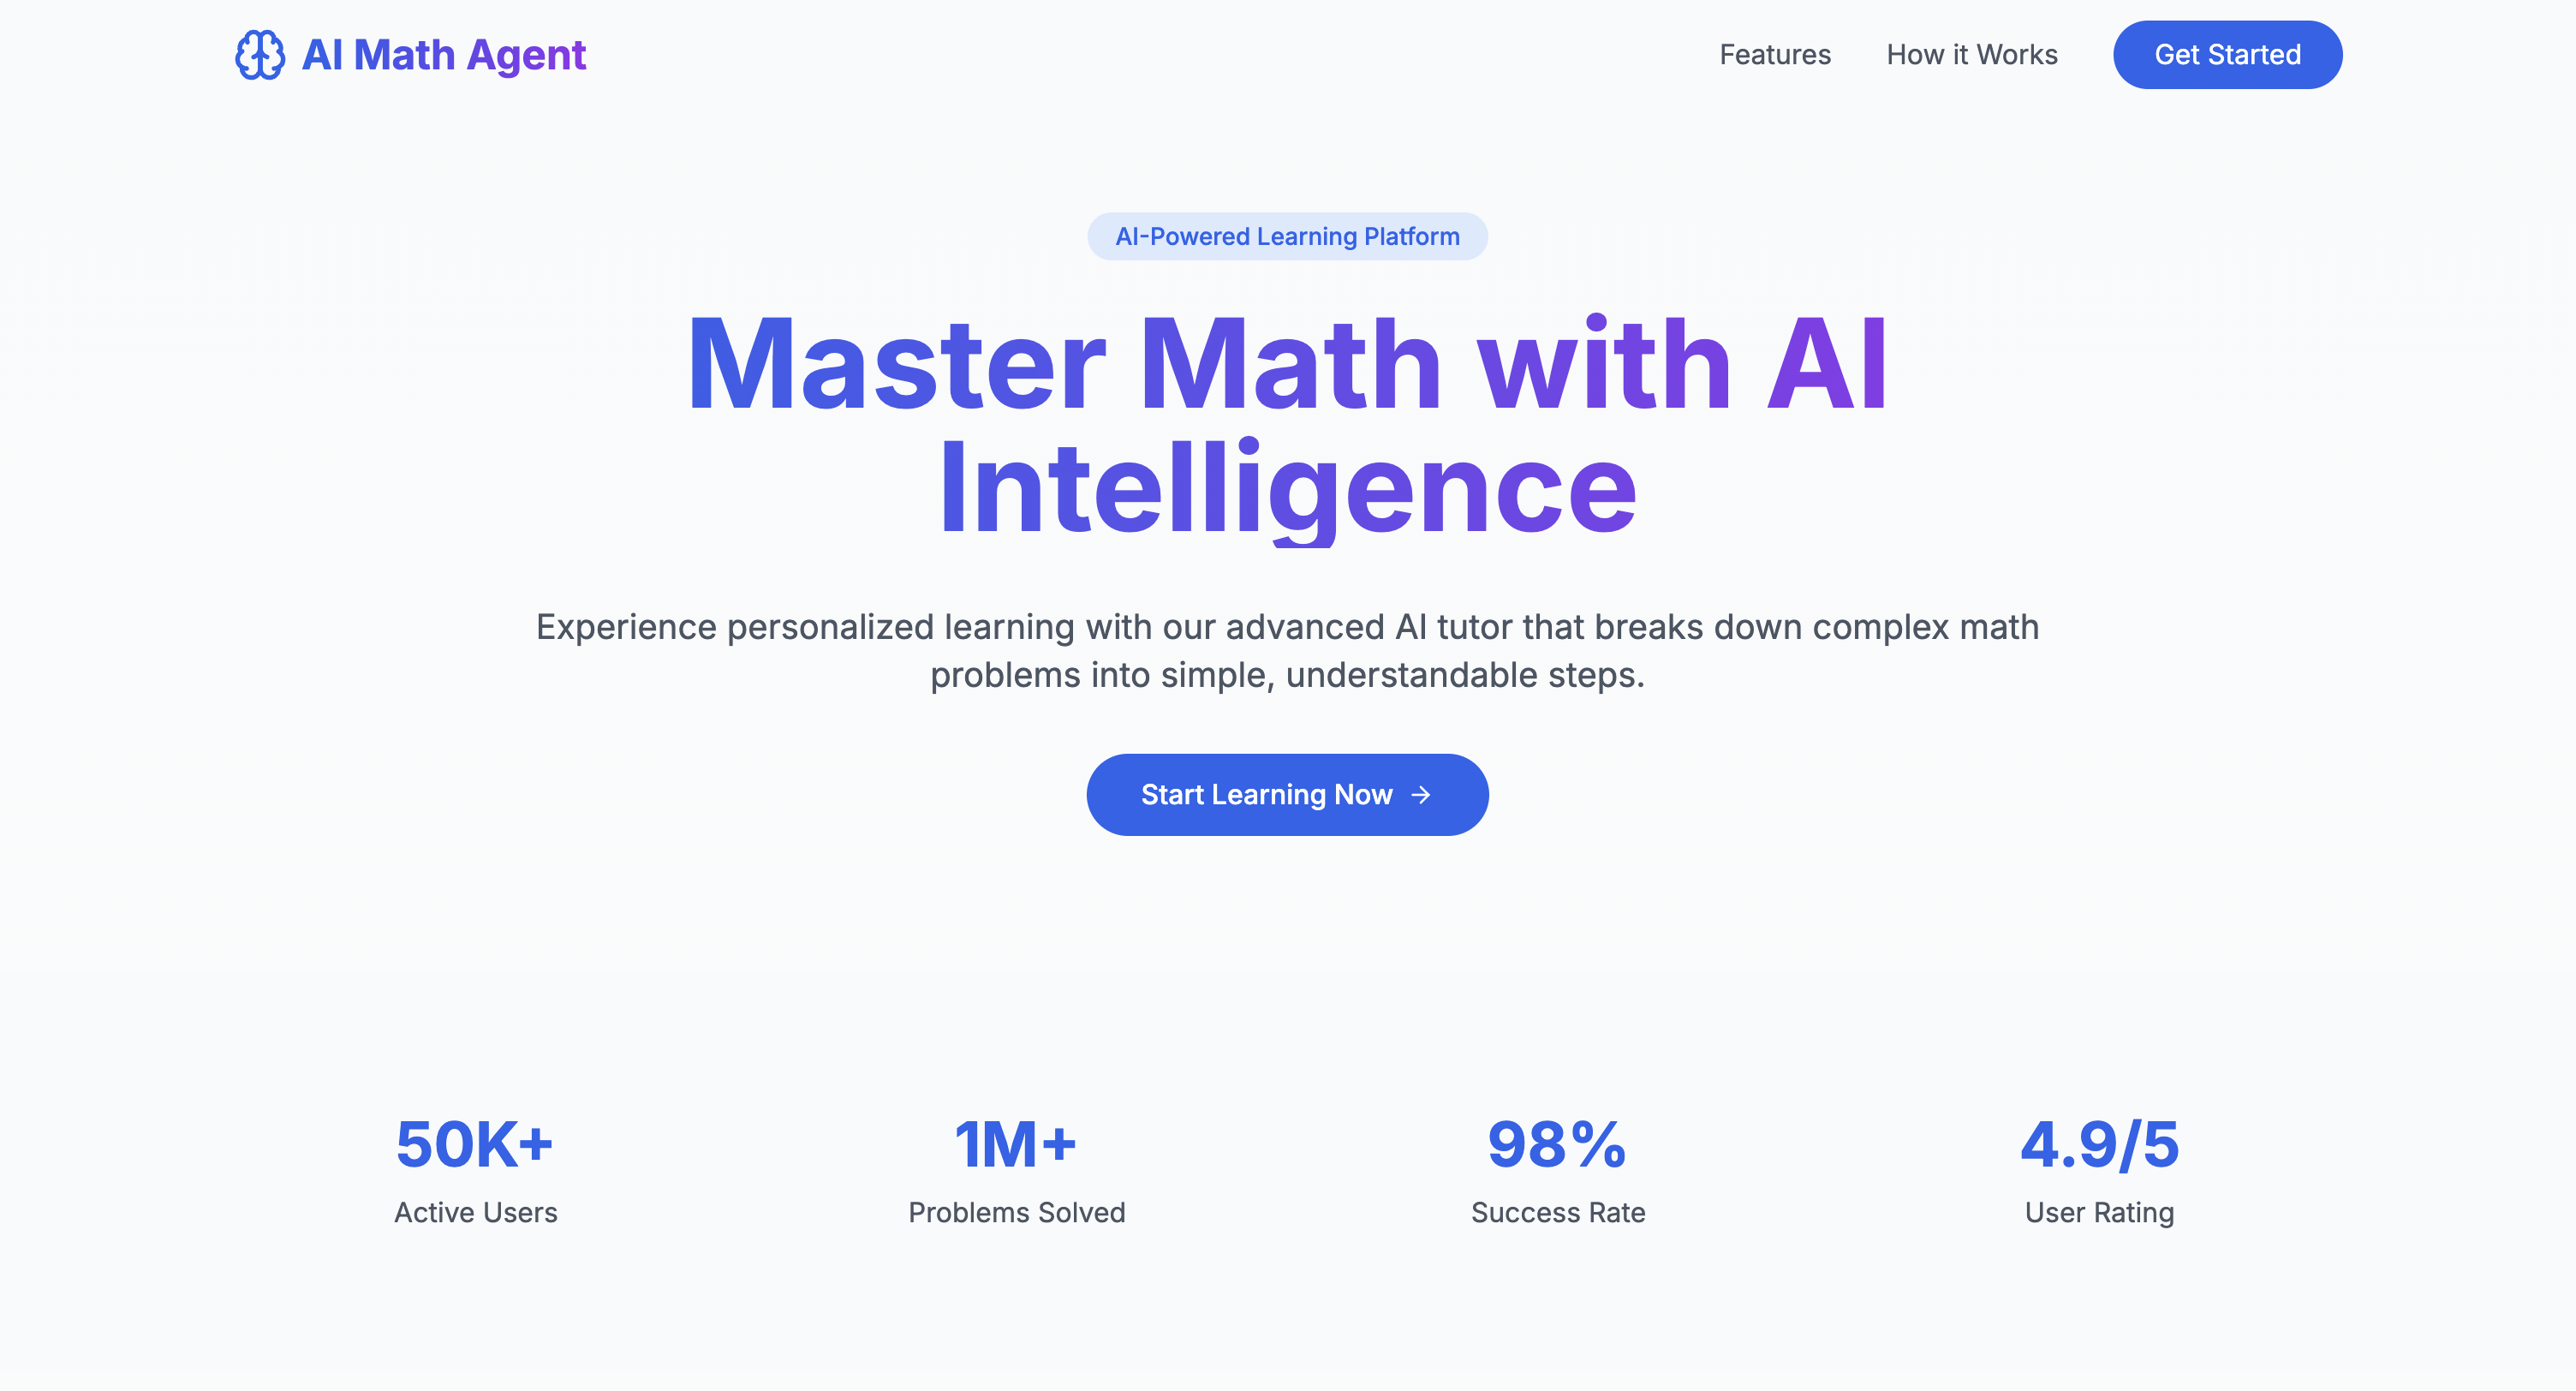 AI Math Agent
Features
How it Works
Get Started
AI-Powered Learning Platform
Master Math with AI
Intelligence
Experience personalized learning with our advanced AI tutor that breaks down complex math
problems into simple, understandable steps.
Start Learning Now →
50K+
Active Users
1M+
Problems Solved
98%
Success Rate
4.9/5
User Rating